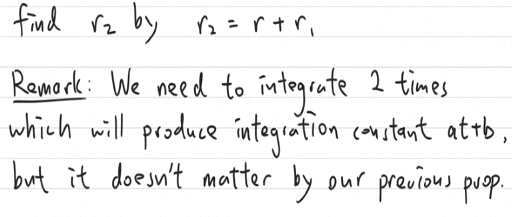 find r₂ by r₂ = r + r₁
Remark: We need to integrate 2 times
which will produce integration constant at+b,
but it doesn't matter by our previous prop.